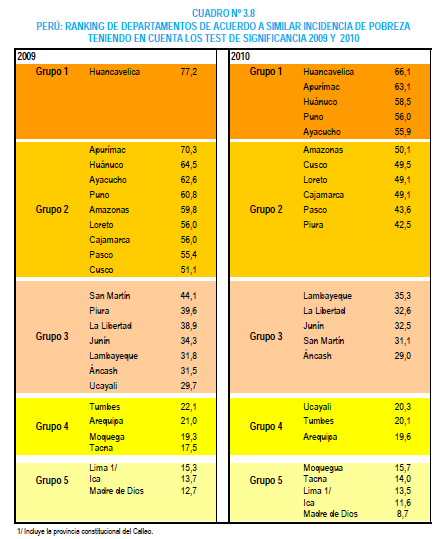 CUADRO Nº 3.8
PERÚ: RANKING DE DEPARTAMENTOS DE ACUERDO A SIMILAR INCIDENCIA DE POBREZA
TENIENDO EN CUENTA LOS TEST DE SIGNIFICANCIA 2009 Y 2010
2009
Grupo 1 Huancavelica 77,2
Apurímac 70,3
Huánuco 64,5
Ayacucho 62,6
Puno 60,8
Grupo 2 Amazonas 59,8
Loreto 56,0
Cajamarca 56,0
Pasco 55,4
Cusco 51,1
San Martín 44,1
Piura 39,6
La Libertad 38,9
Grupo 3 Junín 34,3
Lambayeque 31,8
Áncash 31,5
Ucayali 29,7
Tumbes 22,1
Grupo 4 Arequipa 21,0
Moquega 19,3
Tacna 17,5
Lima 1/ 15,3
Grupo 5 Ica 13,7
Madre de Dios 12,7
2010
Grupo 1 Huancavelica 66,1
Apurímac 63,1
Huánuco 58,5
Puno 56,0
Ayacucho 55,9
Amazonas 50,1
Cusco 49,5
Loreto 49,1
Grupo 2 Cajamarca 49,1
Pasco 43,6
Piura 42,5
Lambayeque 35,3
La Libertad 32,6
Grupo 3 Junín 32,5
San Martín 31,1
Áncash 29,0
Ucayali 20,3
Grupo 4 Tumbes 20,1
Arequipa 19,6
Moquegua 15,7
Grupo 5 Tacna 14,0
Lima 1/ 13,5
Ica 11,6
Madre de Dios 8,7
1/ Incluye la provincia constitucional del Callao.